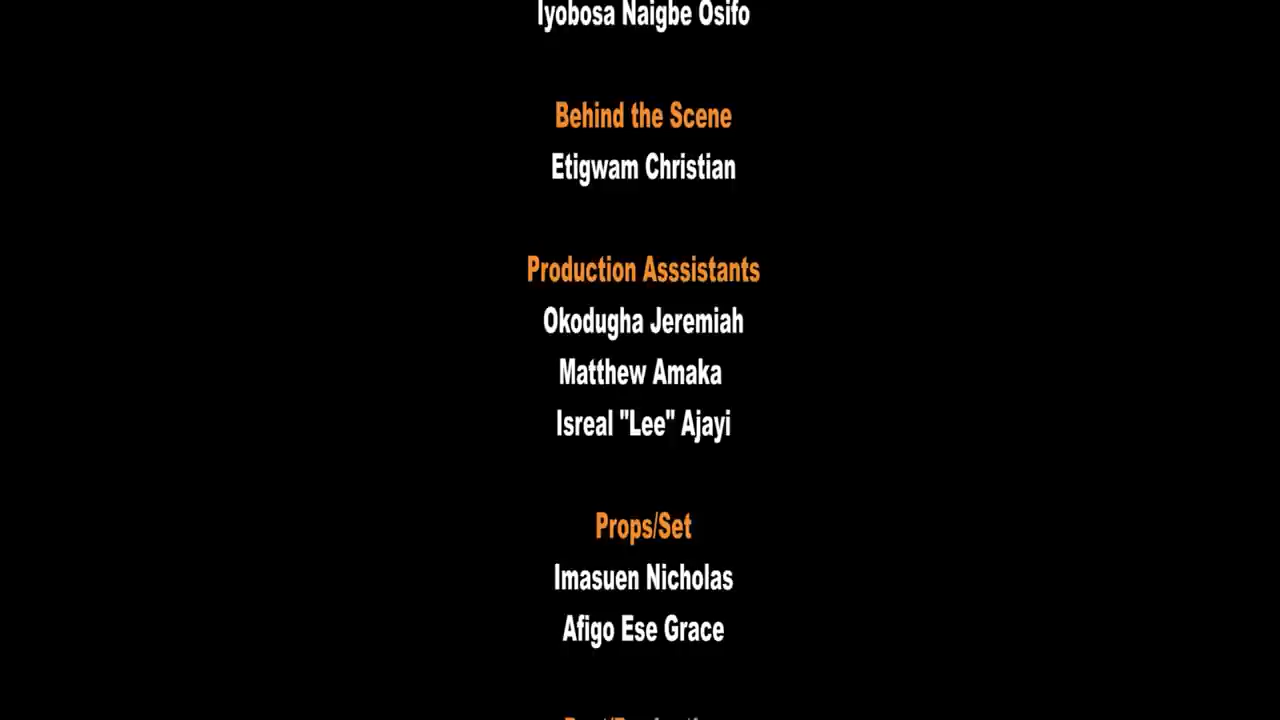 Iyobosa Naigbe Osifo
Behind the Scene
Etigwam Christian
Production Asssistants
Okodugha Jeremiah
Matthew Amaka
Isreal "Lee" Ajayi
Props/Set
Imasuen Nicholas
Afigo Ese Grace